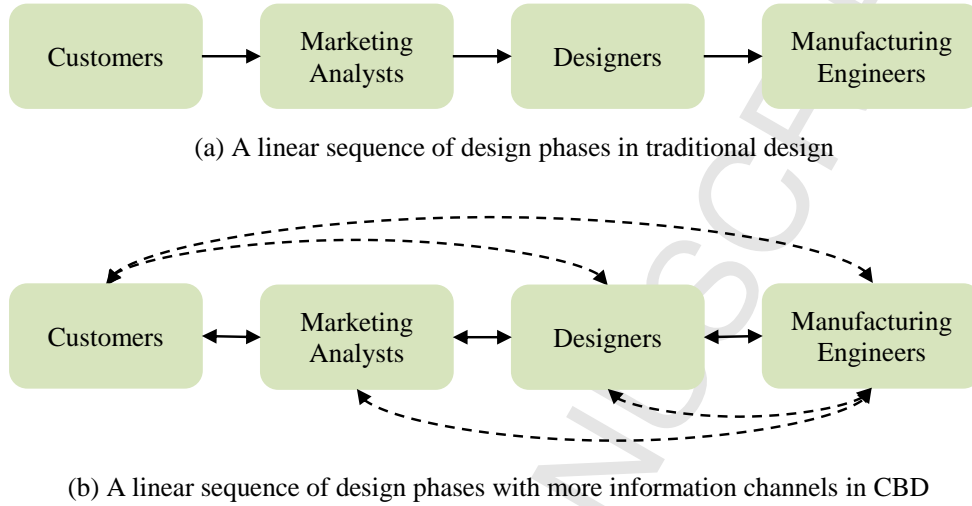 Customers
Marketing
Analysts
Designers
Manufacturing
Engineers
(a) A linear sequence of design phases in traditional design
Customers
Marketing
Analysts
Designers
Manufacturing
Engineers
(b) A linear sequence of design phases with more information channels in CBD